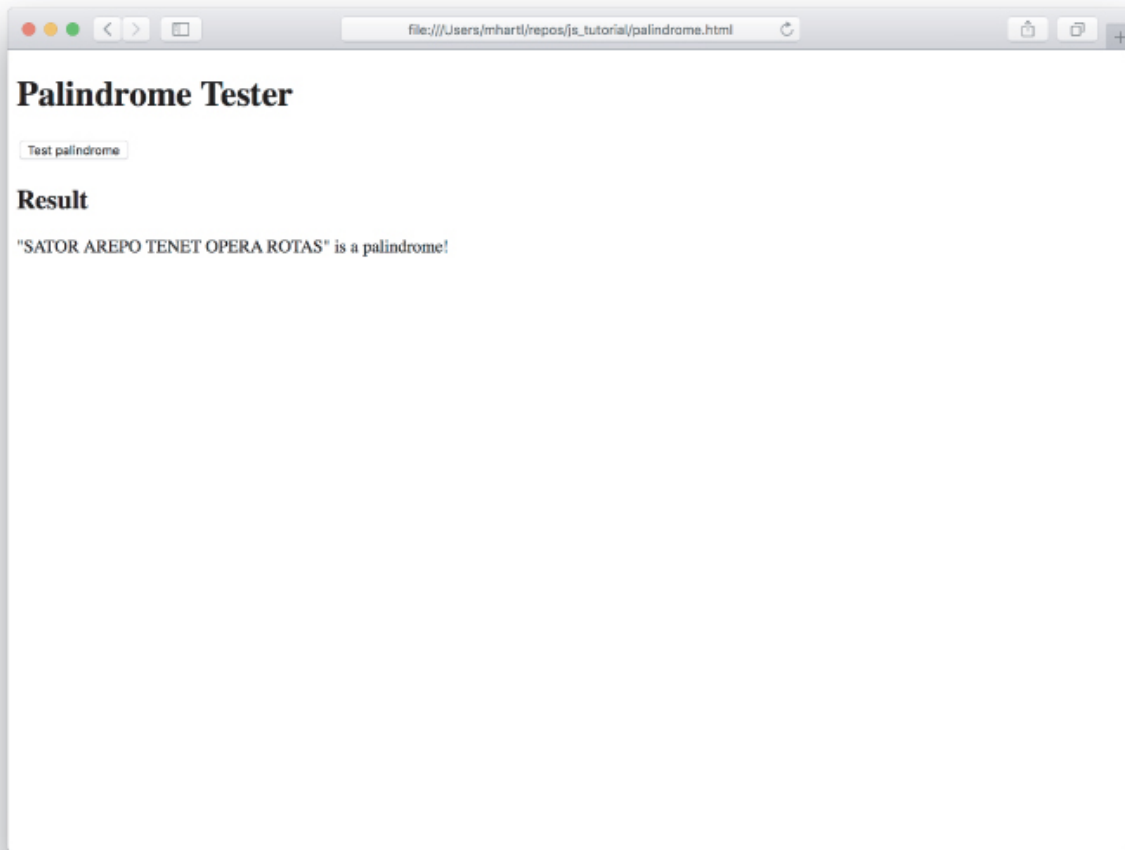 file:///Users/mhartl/repos/js_tutorial/palindrome.html
Palindrome Tester
Test palindrome
Result
"SATOR AREPO TENET OPERA ROTAS" is a palindrome!